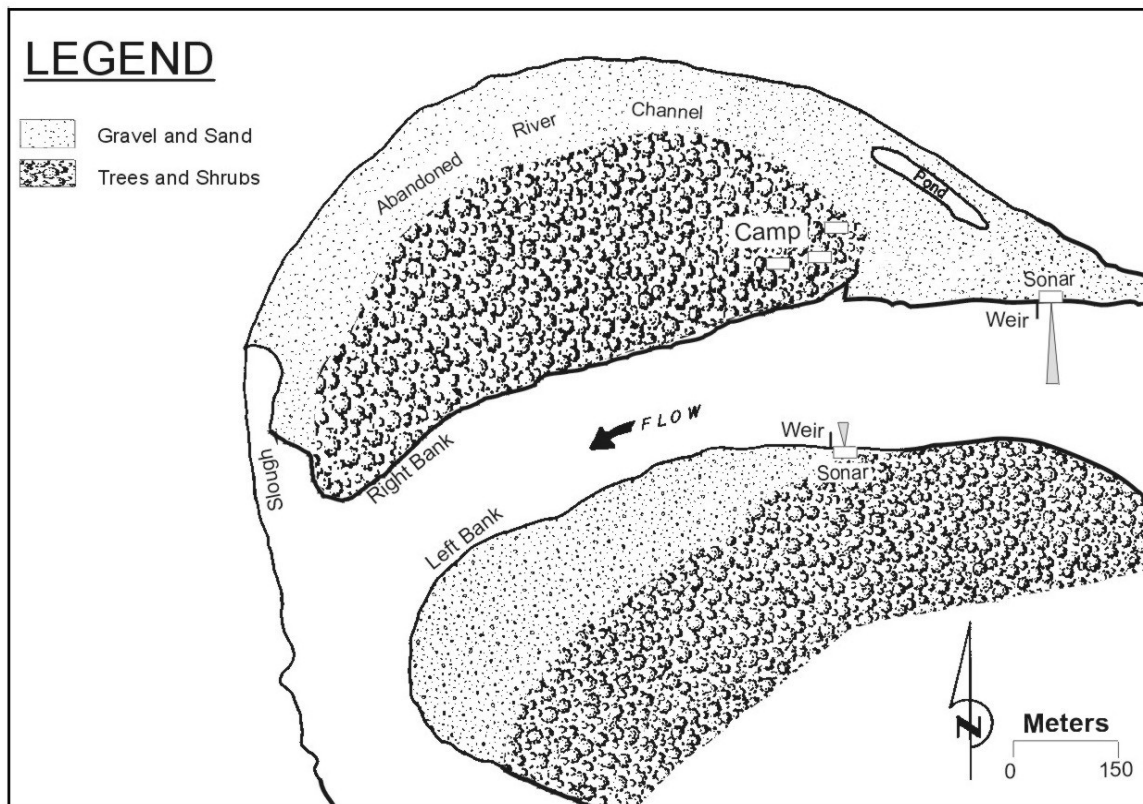 LEGEND
Gravel and Sand
Trees and Shrubs
Abandoned River Channel
Pond
Camp
Sonar
Weir
FLOW
Weir
Sonar
Right Bank
Left Bank
Slough
N
Meters
0 150